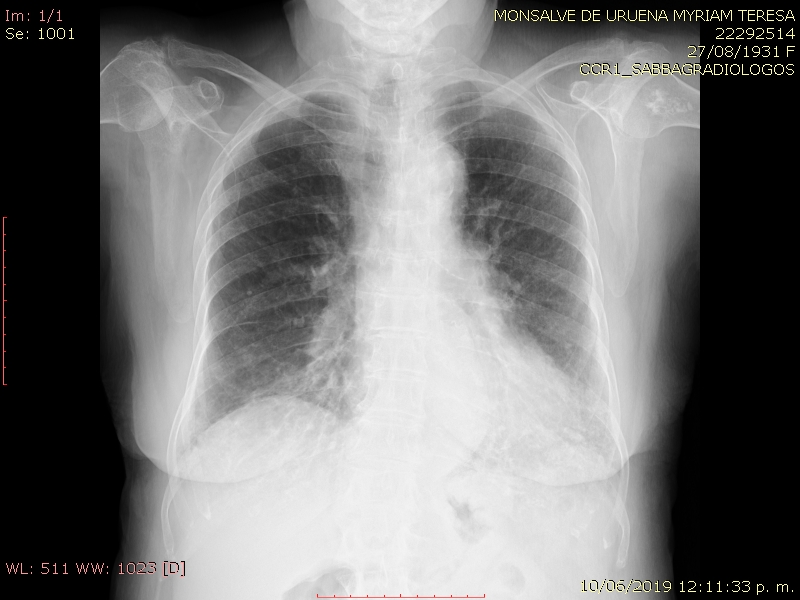 Im: 1/1
Se: 1001
MONSALVE DE URUENA MYRIAM TERESA
22292514
27/08/1931 F
CCR1_SABBAGRADIOLOGOS
WL: 511 WW: 1023 [D]
10/06/2019 12:11:33 p. m.